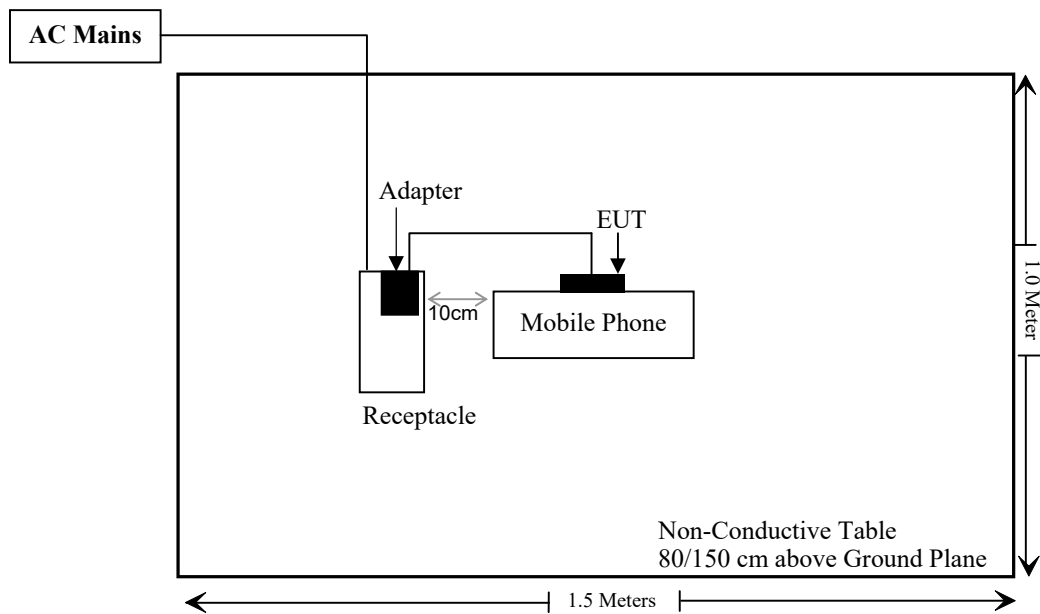 AC Mains
Adapter
EUT
10cm
Mobile Phone
Receptacle
1.0 Meter
Non-Conductive Table
80/150 cm above Ground Plane
1.5 Meters